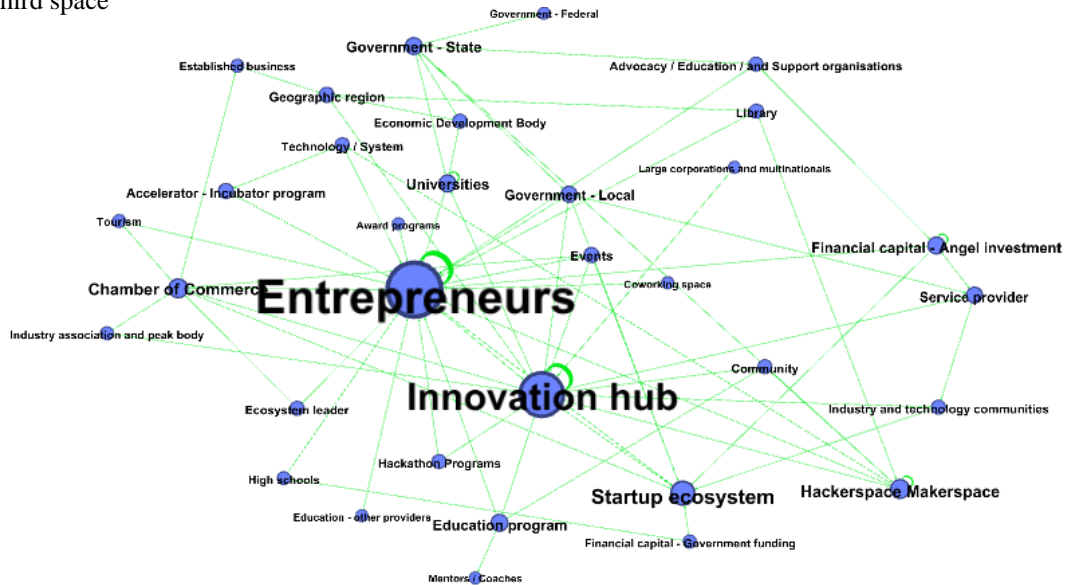 third space
Government - Federal
Government - State
Established business
Advocacy / Education / and Support organisations
Geographic region
Library
Economic Development Body
Technology / System
Large corporations and multinationals
Universities
Accelerator - Incubator program
Government - Local
Tourism
Award programs
Financial capital - Angel investment
Events
Coworking space
Chamber of Commerce
Entrepreneurs
Service provider
Industry association and peak body
Community
Innovation hub
Ecosystem leader
Industry and technology communities
Hackathon Programs
High schools
Startup ecosystem
Hackerspace Makerspace
Education - other providers
Education program
Financial capital - Government funding
Mentors / Coaches